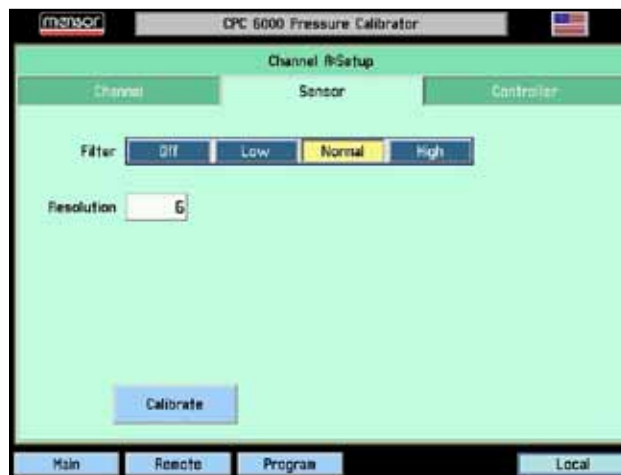 mensor CPC 6000 Pressure Calibrator
Channel A:Setup
Channel Sensor Controller
Filter Off Low Normal High
Resolution 6
Calibrate
Main Remote Program Local